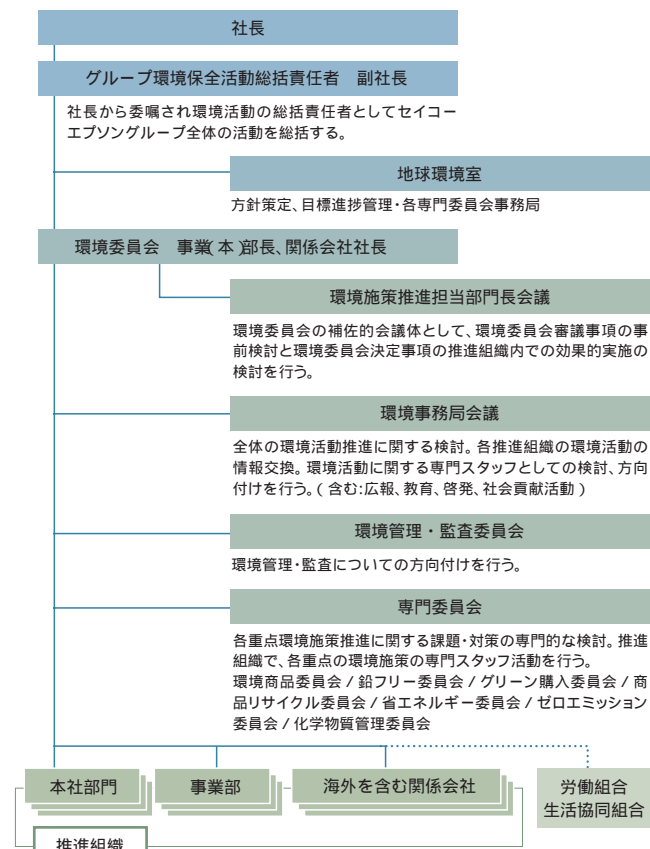 社長
グループ環境保全活動総括責任者　副社長
社長から委嘱され環境活動の総括責任者としてセイコー
エプソングループ全体の活動を総括する。
地球環境室
方針策定、目標進捗管理・各専門委員会事務局
環境委員会　事業(本)部長、関係会社社長
環境施策推進担当部門長会議
環境委員会の補佐的会議体として、環境委員会審議事項の事
前検討と環境委員会決定事項の推進組織内での効果的実施の
検討を行う。
環境事務局会議
全体の環境活動推進に関する検討。各推進組織の環境活動の
情報交換。環境活動に関する専門スタッフとしての検討、方向
付けを行う。(含む:広報、教育、啓発、社会貢献活動)
環境管理・監査委員会
環境管理・監査についての方向付けを行う。
専門委員会
各重点環境施策推進に関する課題・対策の専門的な検討。推進
組織で、各重点の環境施策の専門スタッフ活動を行う。
環境商品委員会/鉛フリー委員会/グリーン購入委員会/商
品リサイクル委員会/省エネルギー委員会/ゼロエミッション
委員会/化学物質管理委員会
本社部門
事業部
海外を含む関係会社
労働組合
生活協同組合
推進組織